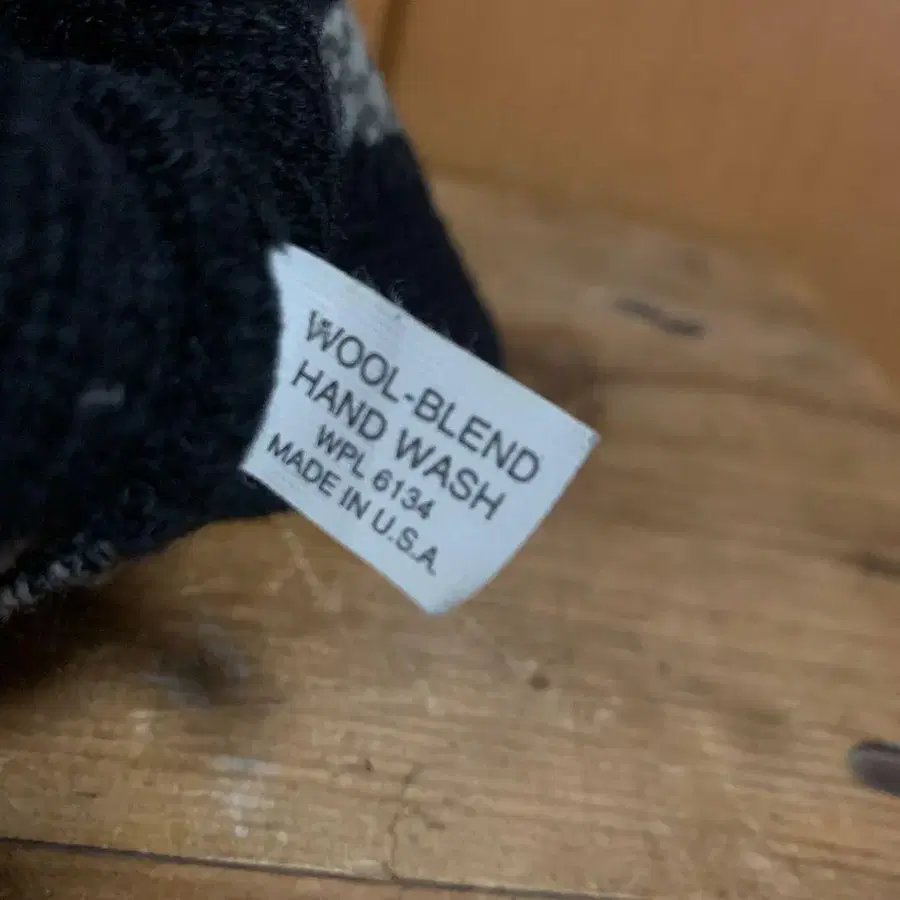 WOOL-BLEND
HAND WASH
WPL 6134
MADE IN U.S.A.